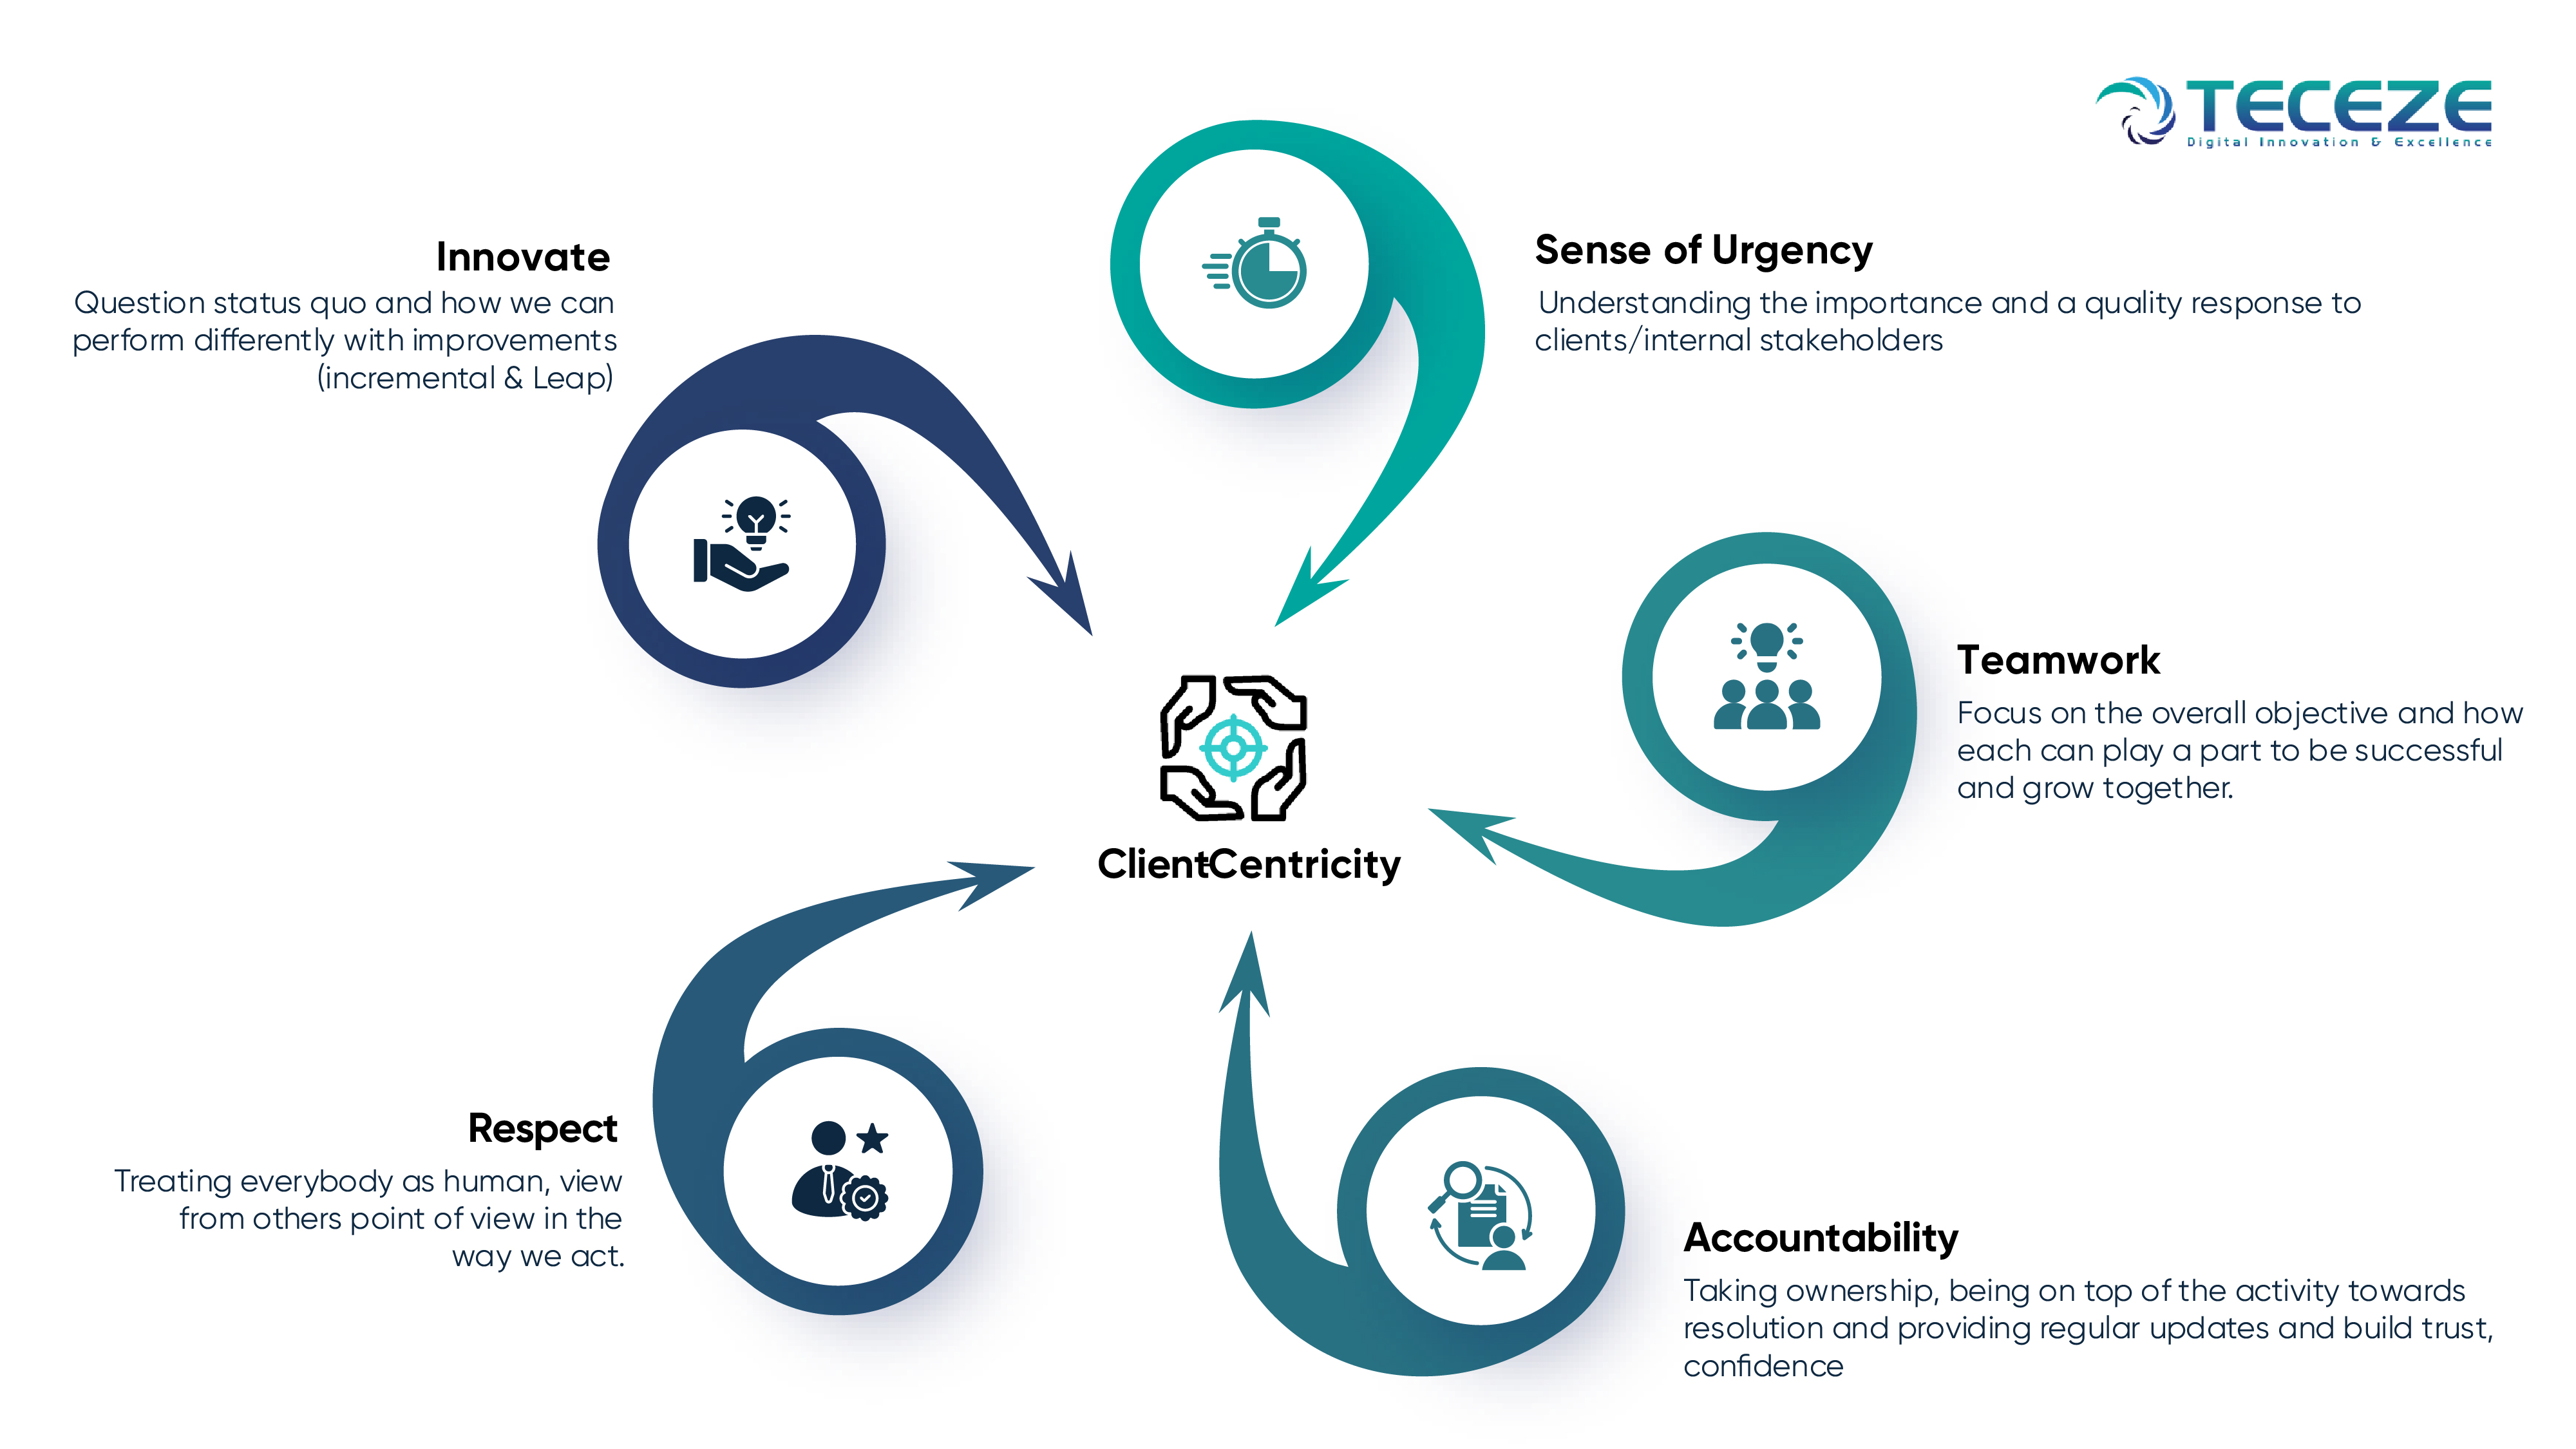 TECEZE
Digital Innovation & Excellence
Innovate
Question status quo and how we can
perform differently with improvements
(incremental & Leap)
Sense of Urgency
Understanding the importance and a quality response to
clients/internal stakeholders
Teamwork
Focus on the overall objective and how
each can play a part to be successful
and grow together.
Client-Centricity
Respect
Treating everybody as human, view
from others point of view in the
way we act.
Accountability
Taking ownership, being on top of the activity towards
resolution and providing regular updates and build trust,
confidence